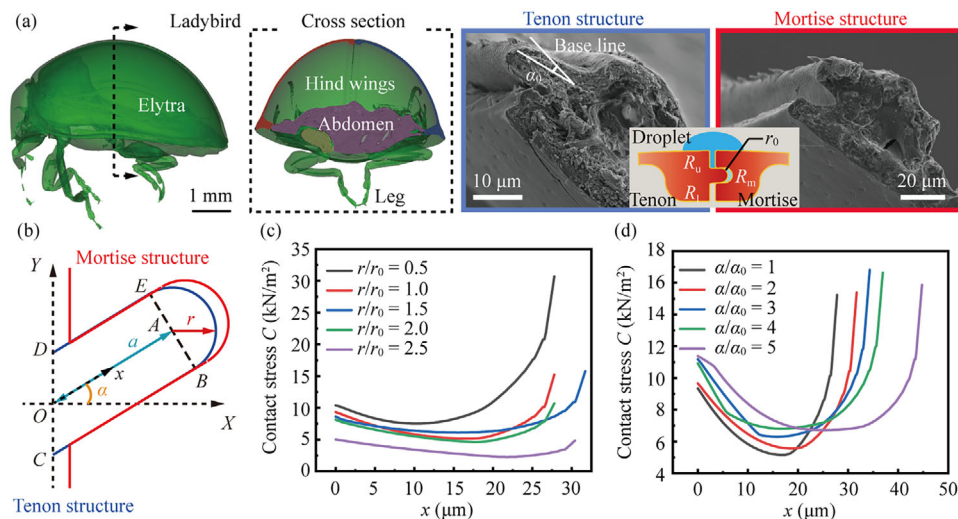 (a)
Ladybird
Elytra
1 mm
Cross section
Hind wings
Abdomen
Leg
Tenon structure
Base line
α₀
10 μm
Droplet
r₀
Rᵤ
Rₘ
Rₗ
Tenon
Mortise
Mortise structure
20 μm
(b)
Y
Mortise structure
E
D
A
r
a
x
B
α
O
X
C
Tenon structure
(c)
Contact stress C (kN/m²)
35
30
25
20
15
10
5
0
r/r₀ = 0.5
r/r₀ = 1.0
r/r₀ = 1.5
r/r₀ = 2.0
r/r₀ = 2.5
0 5 10 15 20 25 30
x (μm)
(d)
Contact stress C (kN/m²)
18
16
14
12
10
8
6
4
α/α₀ = 1
α/α₀ = 2
α/α₀ = 3
α/α₀ = 4
α/α₀ = 5
0 10 20 30 40 50
x (μm)